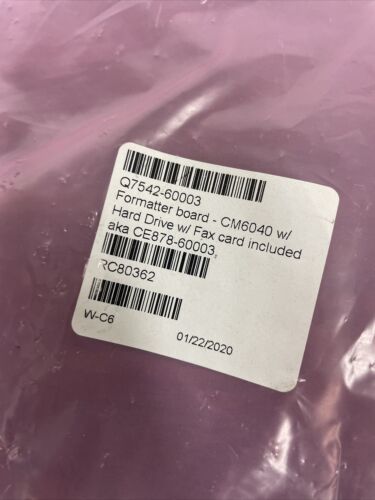 Q7542-60003
Formatter board - CM6040 w/
Hard Drive w/ Fax card included
aka CE878-60003,
RC80362
W-C6
01/22/2020